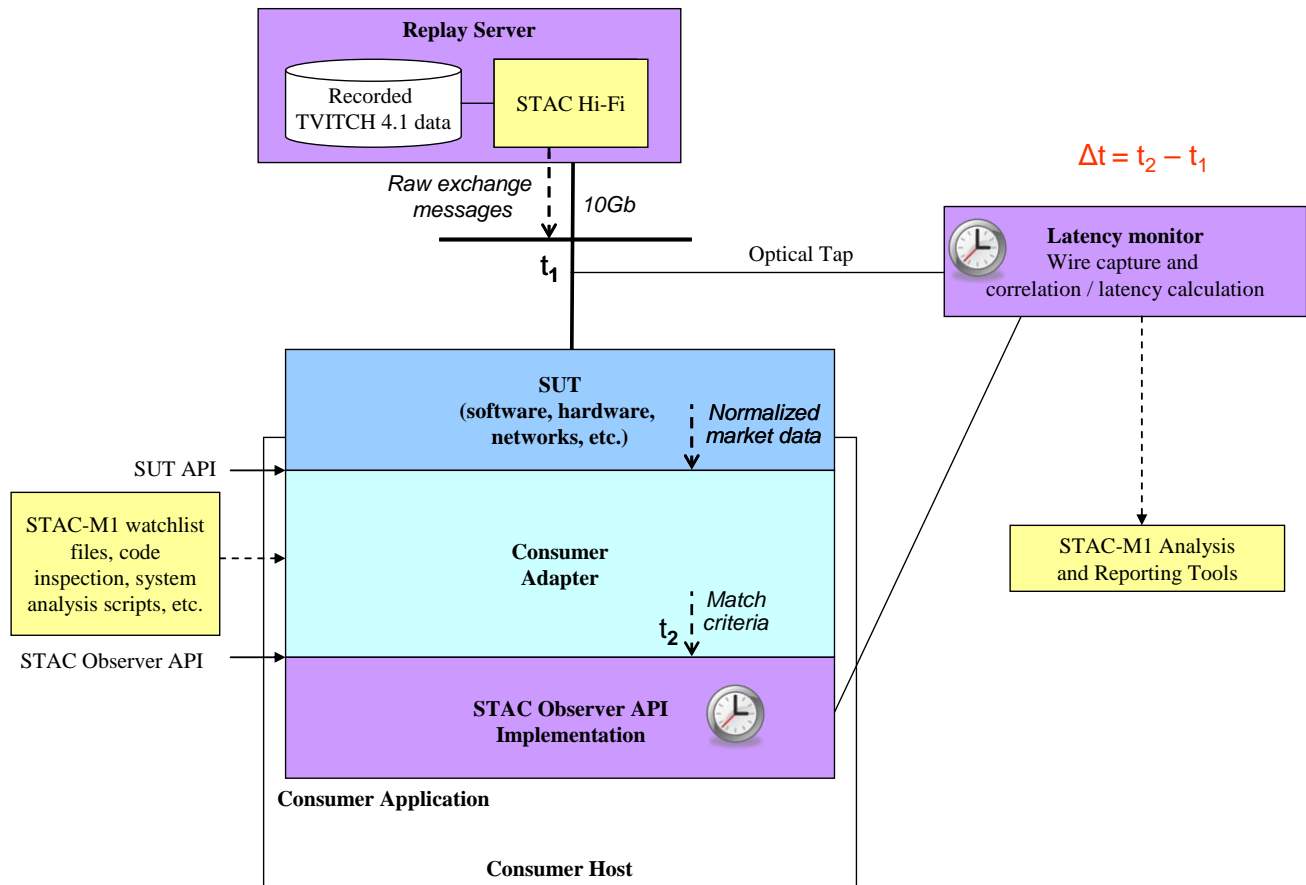 Replay Server
Recorded
TVITCH 4.1 data
STAC Hi-Fi
Raw exchange
messages
10Gb
Δt = t2 – t1
t1
Optical Tap
Latency monitor
Wire capture and
correlation / latency calculation
SUT
(software, hardware,
networks, etc.)
Normalized
market data
SUT API
STAC-M1 watchlist
files, code
inspection, system
analysis scripts, etc.
Consumer
Adapter
t2
Match
criteria
STAC-M1 Analysis
and Reporting Tools
STAC Observer API
STAC Observer API
Implementation
Consumer Application
Consumer Host